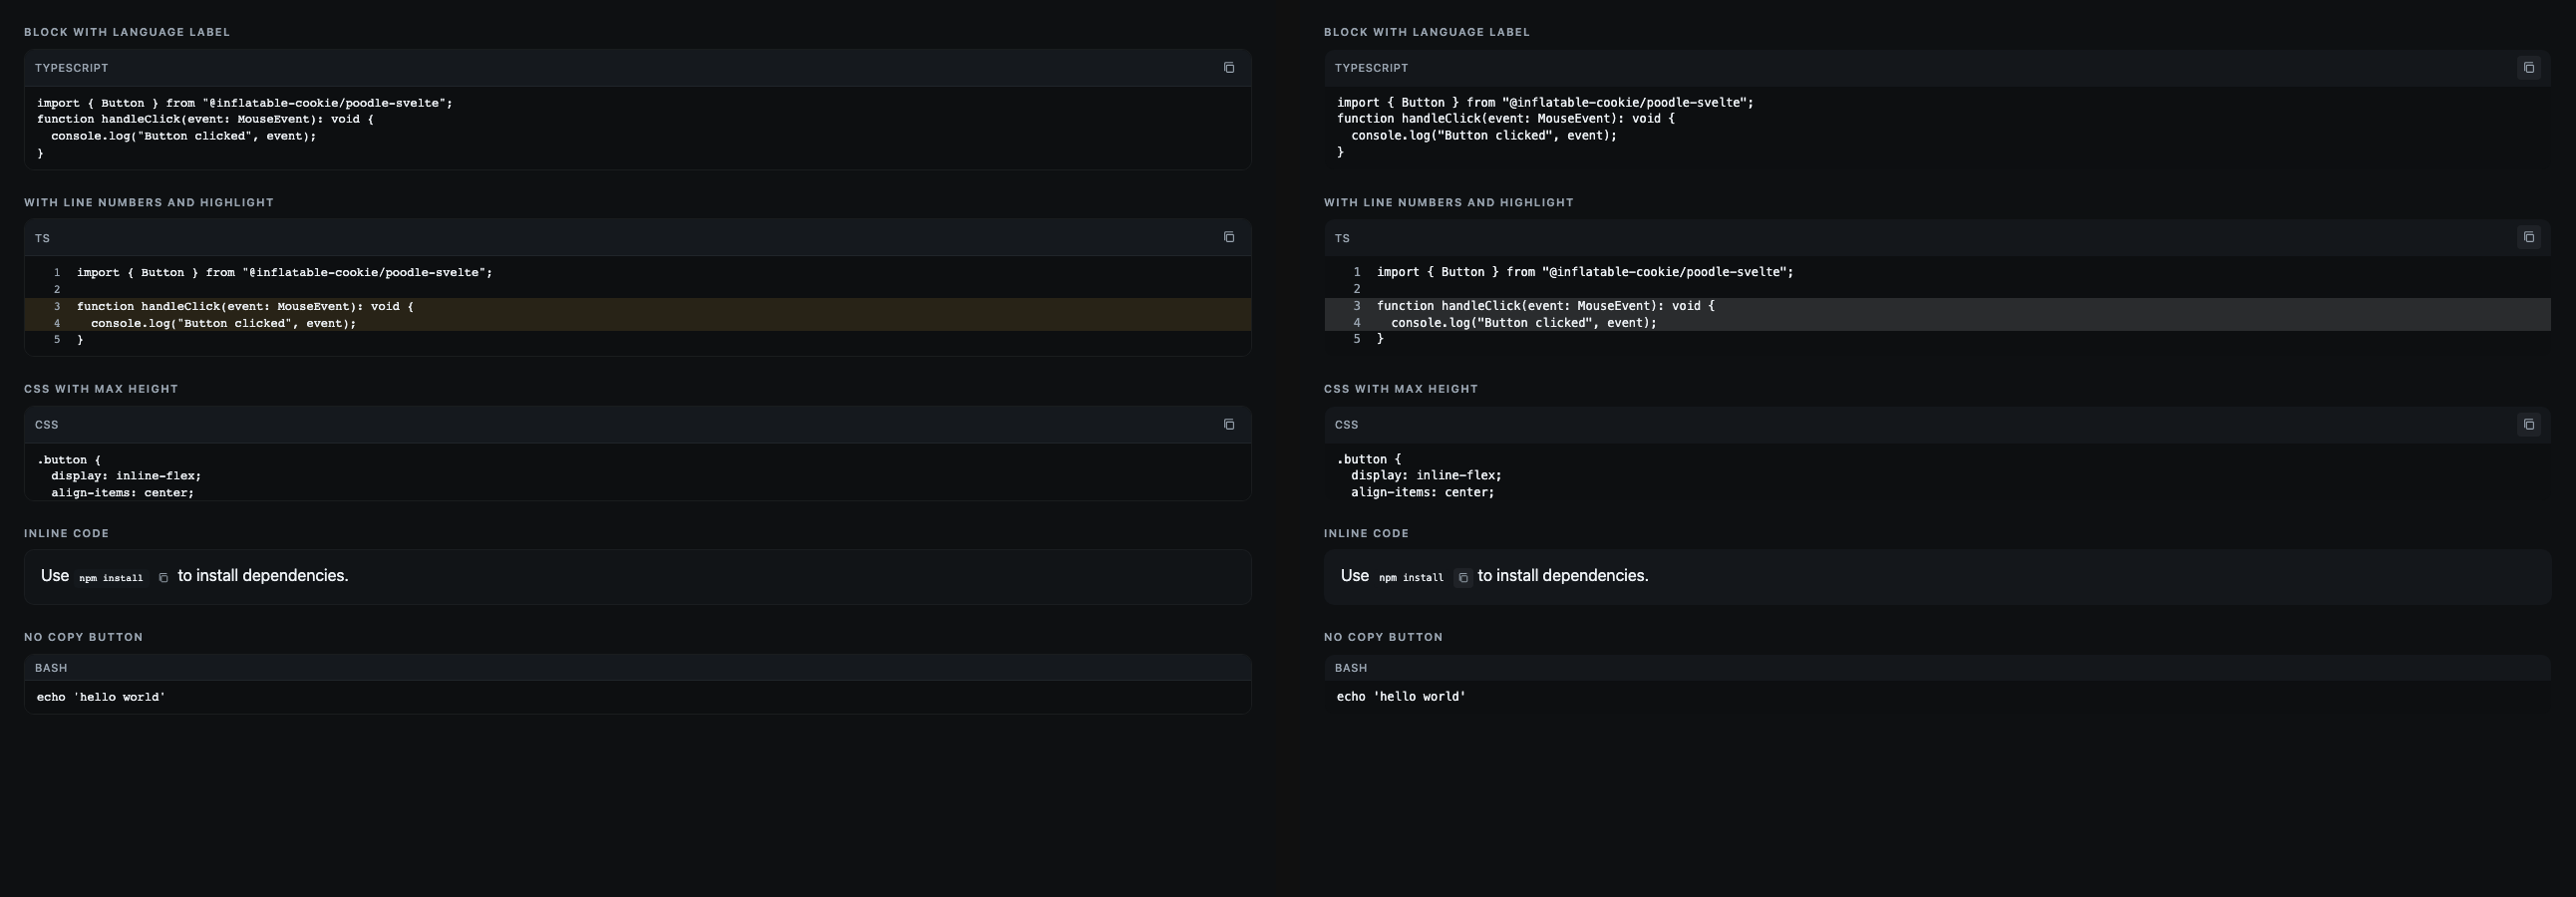 BLOCK WITH LANGUAGE LABEL
TYPESCRIPT
import { Button } from "@inflatable-cookie/poodle-svelte";
function handleClick(event: MouseEvent): void {
  console.log("Button clicked", event);
}
WITH LINE NUMBERS AND HIGHLIGHT
TS
1 import { Button } from "@inflatable-cookie/poodle-svelte";
2
3 function handleClick(event: MouseEvent): void {
4   console.log("Button clicked", event);
5 }
CSS WITH MAX HEIGHT
CSS
.button {
  display: inline-flex;
  align-items: center;
INLINE CODE
Use npm install to install dependencies.
NO COPY BUTTON
BASH
echo 'hello world'
BLOCK WITH LANGUAGE LABEL
TYPESCRIPT
import { Button } from "@inflatable-cookie/poodle-svelte";
function handleClick(event: MouseEvent): void {
  console.log("Button clicked", event);
}
WITH LINE NUMBERS AND HIGHLIGHT
TS
1 import { Button } from "@inflatable-cookie/poodle-svelte";
2
3 function handleClick(event: MouseEvent): void {
4   console.log("Button clicked", event);
5 }
CSS WITH MAX HEIGHT
CSS
.button {
  display: inline-flex;
  align-items: center;
INLINE CODE
Use npm install to install dependencies.
NO COPY BUTTON
BASH
echo 'hello world'